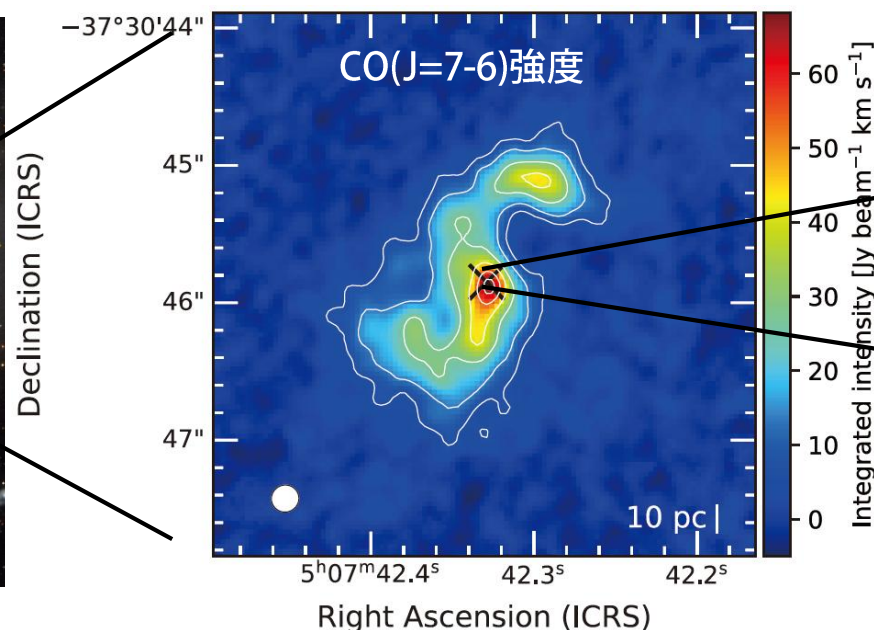 −37°30'44"
CO(J=7-6)強度
45"
46"
47"
Declination (ICRS)
10 pc
5ʰ07ᵐ42.4ˢ
42.3ˢ
42.2ˢ
Right Ascension (ICRS)
60
50
40
30
20
10
0
Integrated intensity [Jy beam⁻¹ km s⁻¹]